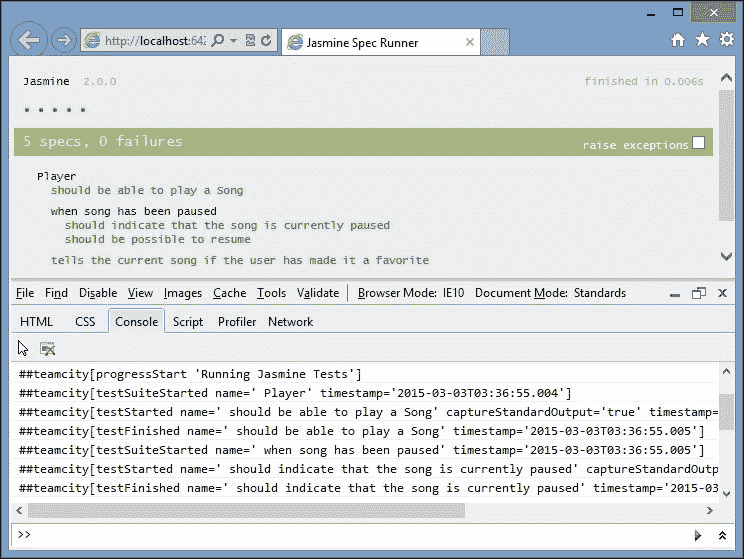 http://localhost:642
Jasmine Spec Runner
Jasmine 2.0.0
finished in 0.006s
5 specs, 0 failures
raise exceptions
Player
should be able to play a Song
when song has been paused
should indicate that the song is currently paused
should be possible to resume
tells the current song if the user has made it a favorite
File Find Disable View Images Cache Tools Validate Browser Mode: IE10 Document Mode: Standards
HTML CSS Console Script Profiler Network
##teamcity[progressStart 'Running Jasmine Tests']
##teamcity[testSuiteStarted name=' Player' timestamp='2015-03-03T03:36:55.004']
##teamcity[testStarted name=' should be able to play a Song' captureStandardOutput='true' timestamp=
##teamcity[testFinished name=' should be able to play a Song' timestamp='2015-03-03T03:36:55.005']
##teamcity[testSuiteStarted name=' when song has been paused' timestamp='2015-03-03T03:36:55.005']
##teamcity[testStarted name=' should indicate that the song is currently paused' captureStandardOutp
##teamcity[testFinished name=' should indicate that the song is currently paused' timestamp='2015-03
>>